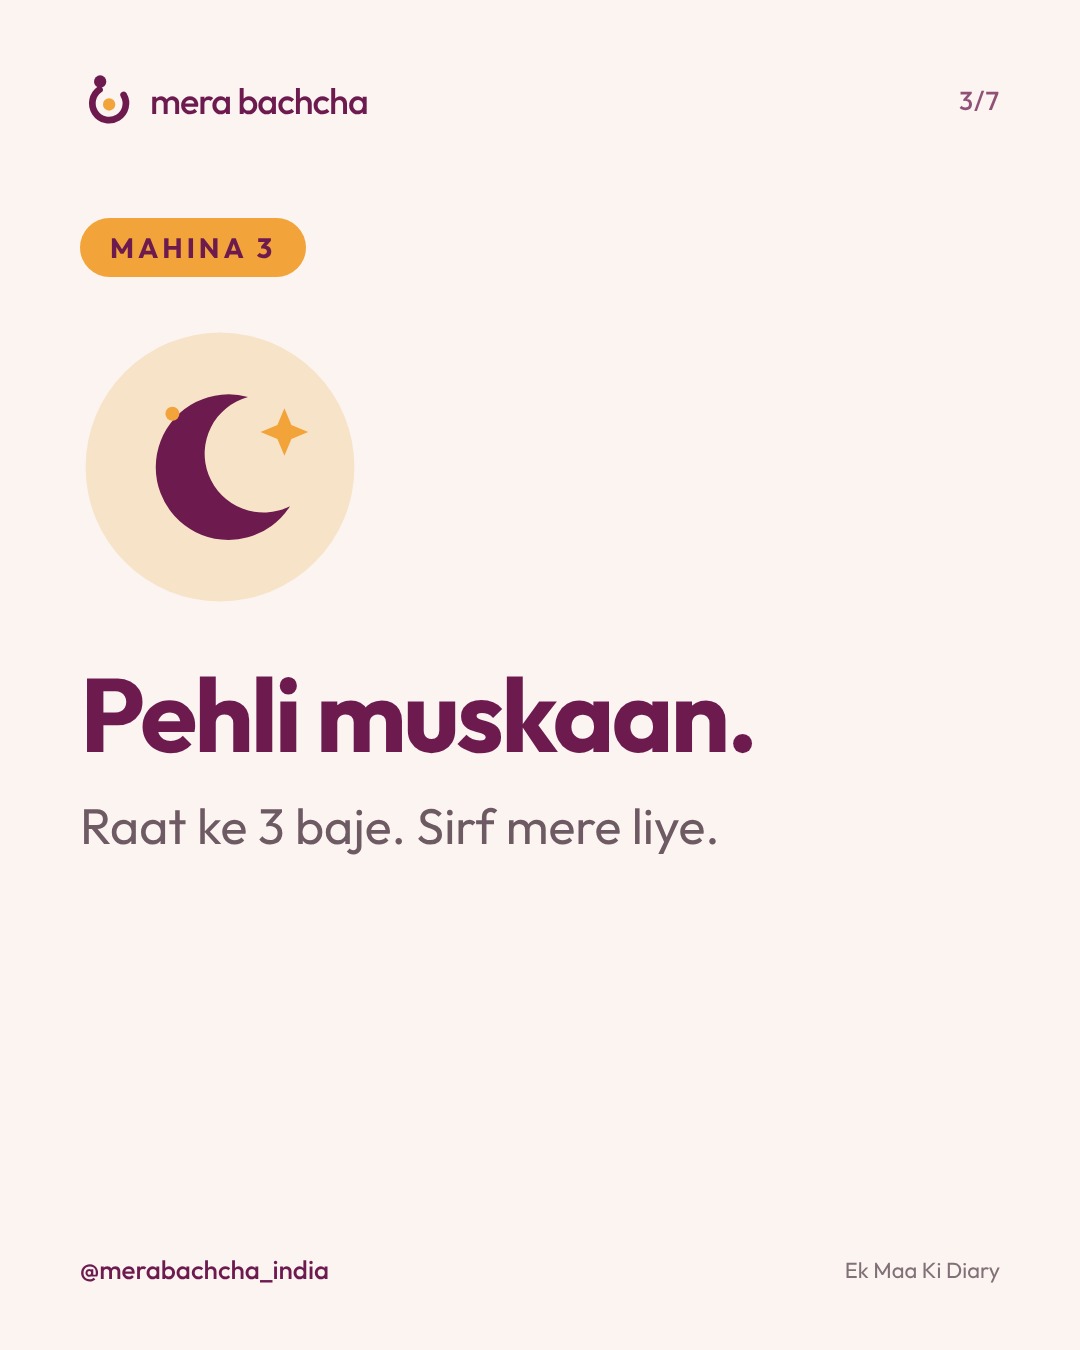 mera bachcha
3/7
MAHINA 3
Pehli muskaan.
Raat ke 3 baje. Sirf mere liye.
@merabachcha_india
Ek Maa Ki Diary